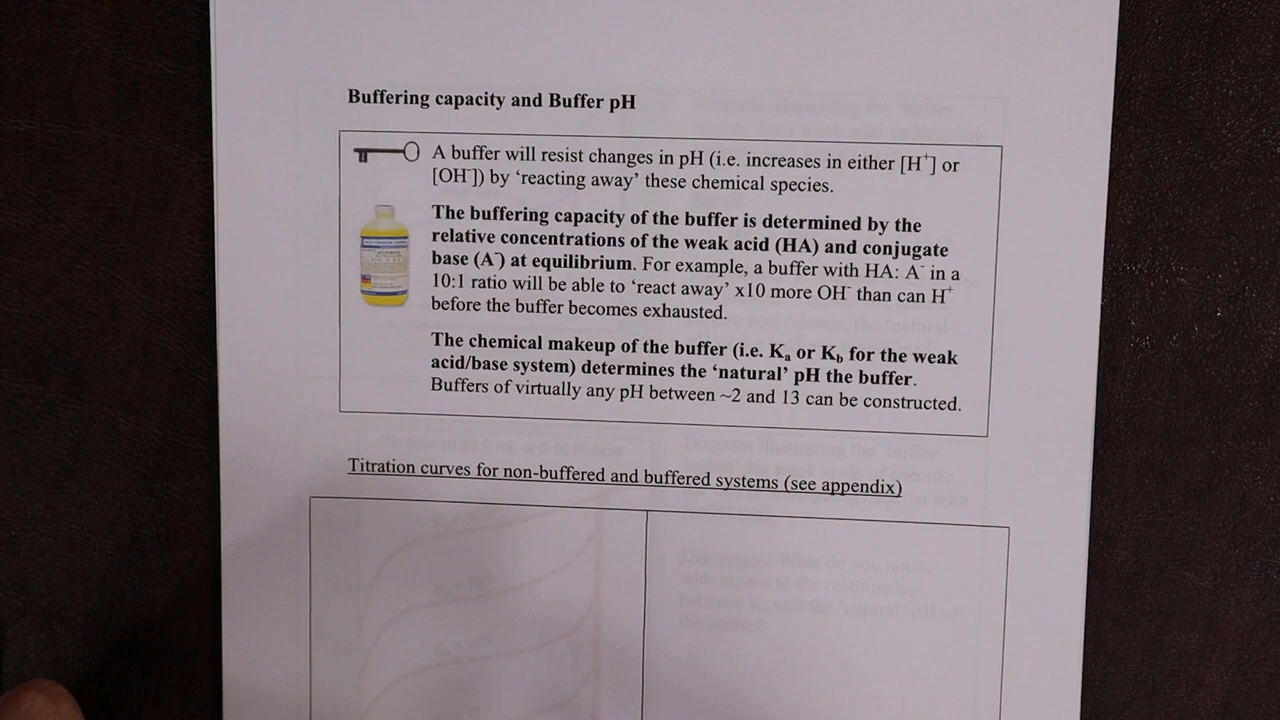 Buffering capacity and Buffer pH
A buffer will resist changes in pH (i.e. increases in either [H⁺] or
[OH⁻]) by ‘reacting away’ these chemical species.
The buffering capacity of the buffer is determined by the
relative concentrations of the weak acid (HA) and conjugate
base (A⁻) at equilibrium. For example, a buffer with HA: A⁻ in a
10:1 ratio will be able to ‘react away’ x10 more OH⁻ than can H⁺
before the buffer becomes exhausted.
The chemical makeup of the buffer (i.e. Kₐ or K_b for the weak
acid/base system) determines the ‘natural’ pH the buffer.
Buffers of virtually any pH between ~2 and 13 can be constructed.
Titration curves for non-buffered and buffered systems (see appendix)